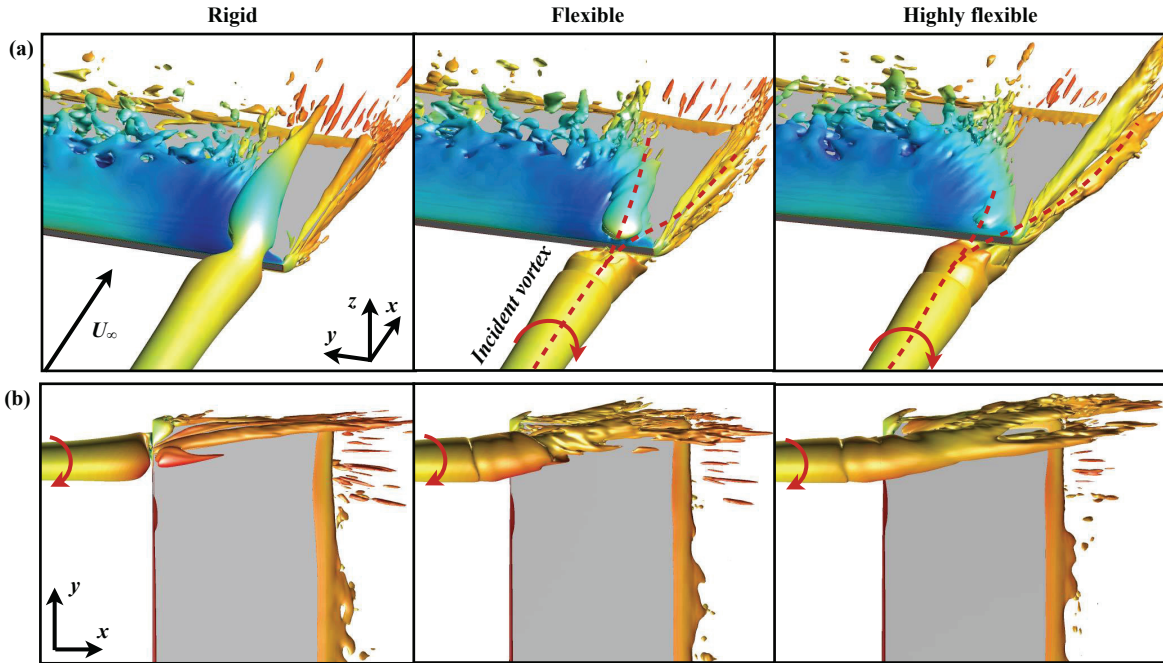 Rigid Flexible Highly flexible
(a)
Incident vortex
U∞
z
x
y
(b)
y
x